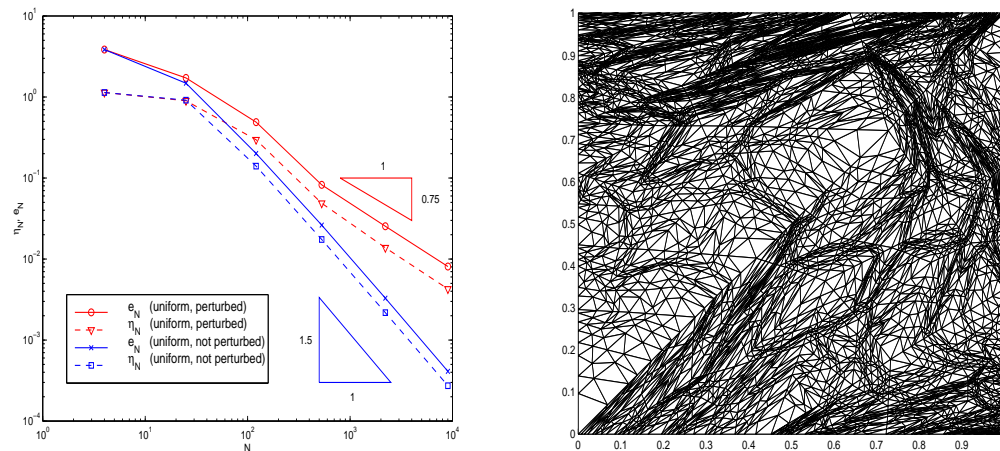 10^1
10^0
10^-1
10^-2
10^-3
10^-4
η_N, e_N
1
0.75
1.5
1
e_N (uniform, perturbed)
η_N (uniform, perturbed)
e_N (uniform, not perturbed)
η_N (uniform, not perturbed)
10^0 10^1 10^2 10^3 10^4
N
1
0.9
0.8
0.7
0.6
0.5
0.4
0.3
0.2
0.1
0
0 0.1 0.2 0.3 0.4 0.5 0.6 0.7 0.8 0.9